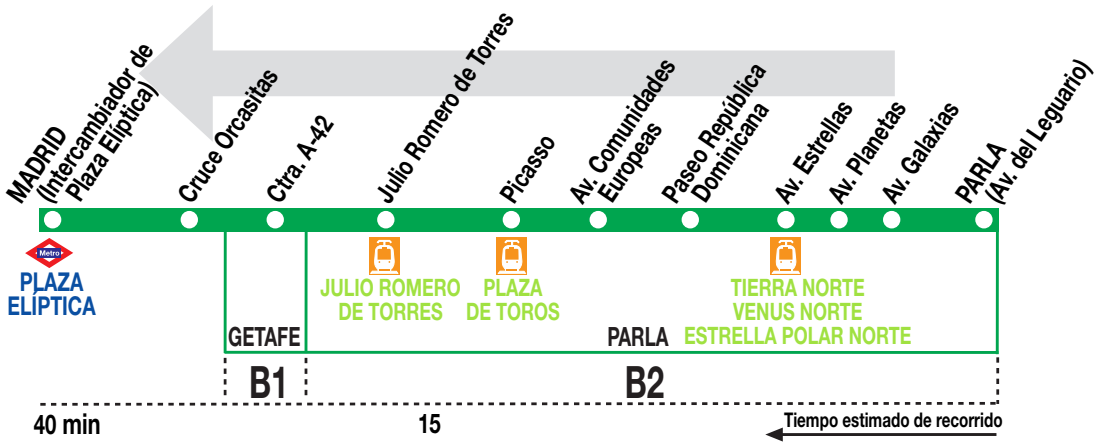 MADRID
(Intercambiador de
Plaza Elíptica)
Cruce Orcasitas
Ctra. A-42
Julio Romero de Torres
Picasso
Av. Comunidades
Europeas
Paseo República
Dominicana
Av. Estrellas
Av. Planetas
Av. Galaxias
PARLA
(Av. del Leguario)
Metro
PLAZA
ELÍPTICA
JULIO ROMERO
DE TORRES
PLAZA
DE TOROS
TIERRA NORTE
VENUS NORTE
ESTRELLA POLAR NORTE
GETAFE
PARLA
B1
B2
40 min
15
Tiempo estimado de recorrido